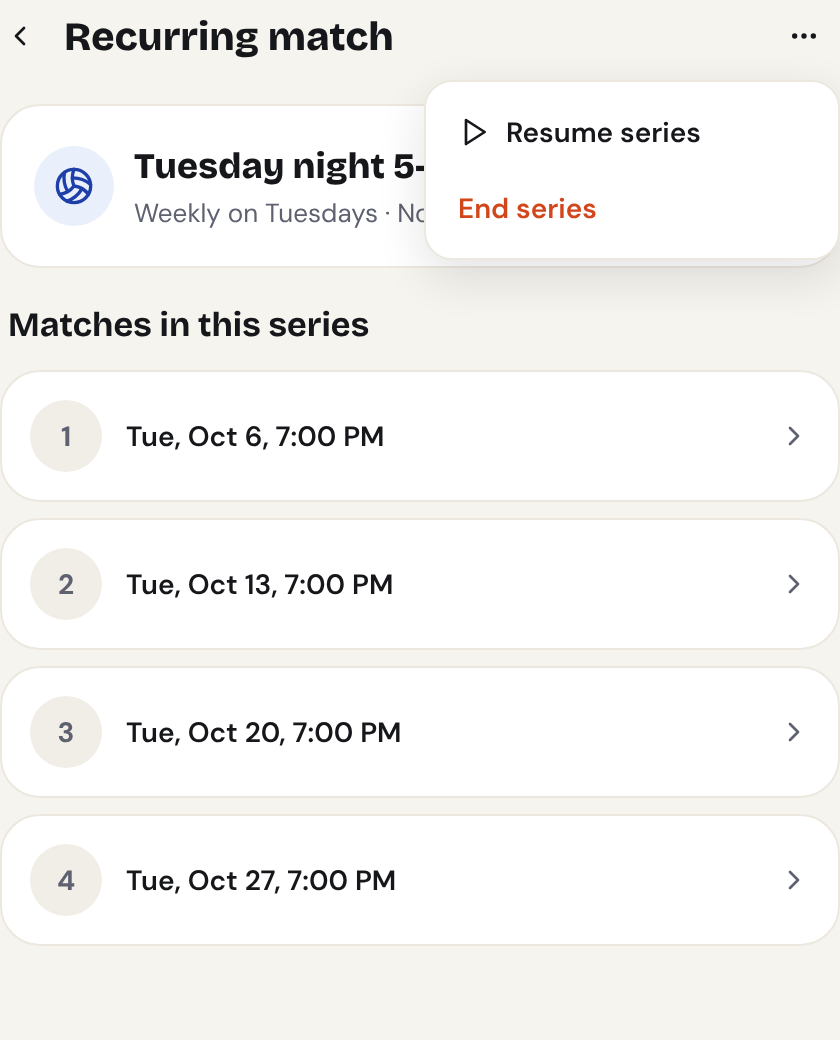 Recurring match
Resume series
End series
Tuesday night 5-
Weekly on Tuesdays ·
Matches in this series
1
Tue, Oct 6, 7:00 PM
2
Tue, Oct 13, 7:00 PM
3
Tue, Oct 20, 7:00 PM
4
Tue, Oct 27, 7:00 PM